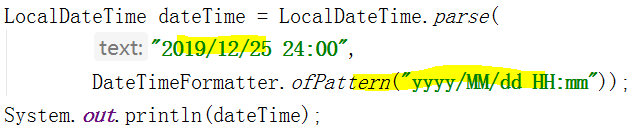 LocalDateTime dateTime = LocalDateTime.parse(
text: "2019/12/25 24:00",
DateTimeFormatter.ofPattern("yyyy/MM/dd HH:mm"));
System.out.println(dateTime);